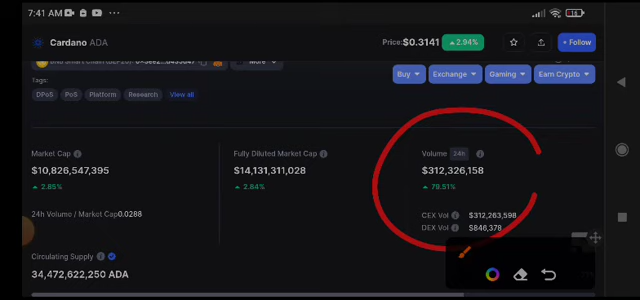 7:41 AM
Cardano ADA
Price: $0.3141
2.94%
+ Follow
More
Tags:
Buy
Exchange
Gaming
Earn Crypto
DPoS
PoS
Platform
Research
View all
Market Cap
Fully Diluted Market Cap
Volume 24h
$10,826,547,395
$14,131,311,028
$312,326,158
2.85%
2.84%
79.51%
24h Volume / Market Cap 0.0288
CEX Vol $312,263,598
DEX Vol $846,378
Circulating Supply
34,472,622,250 ADA